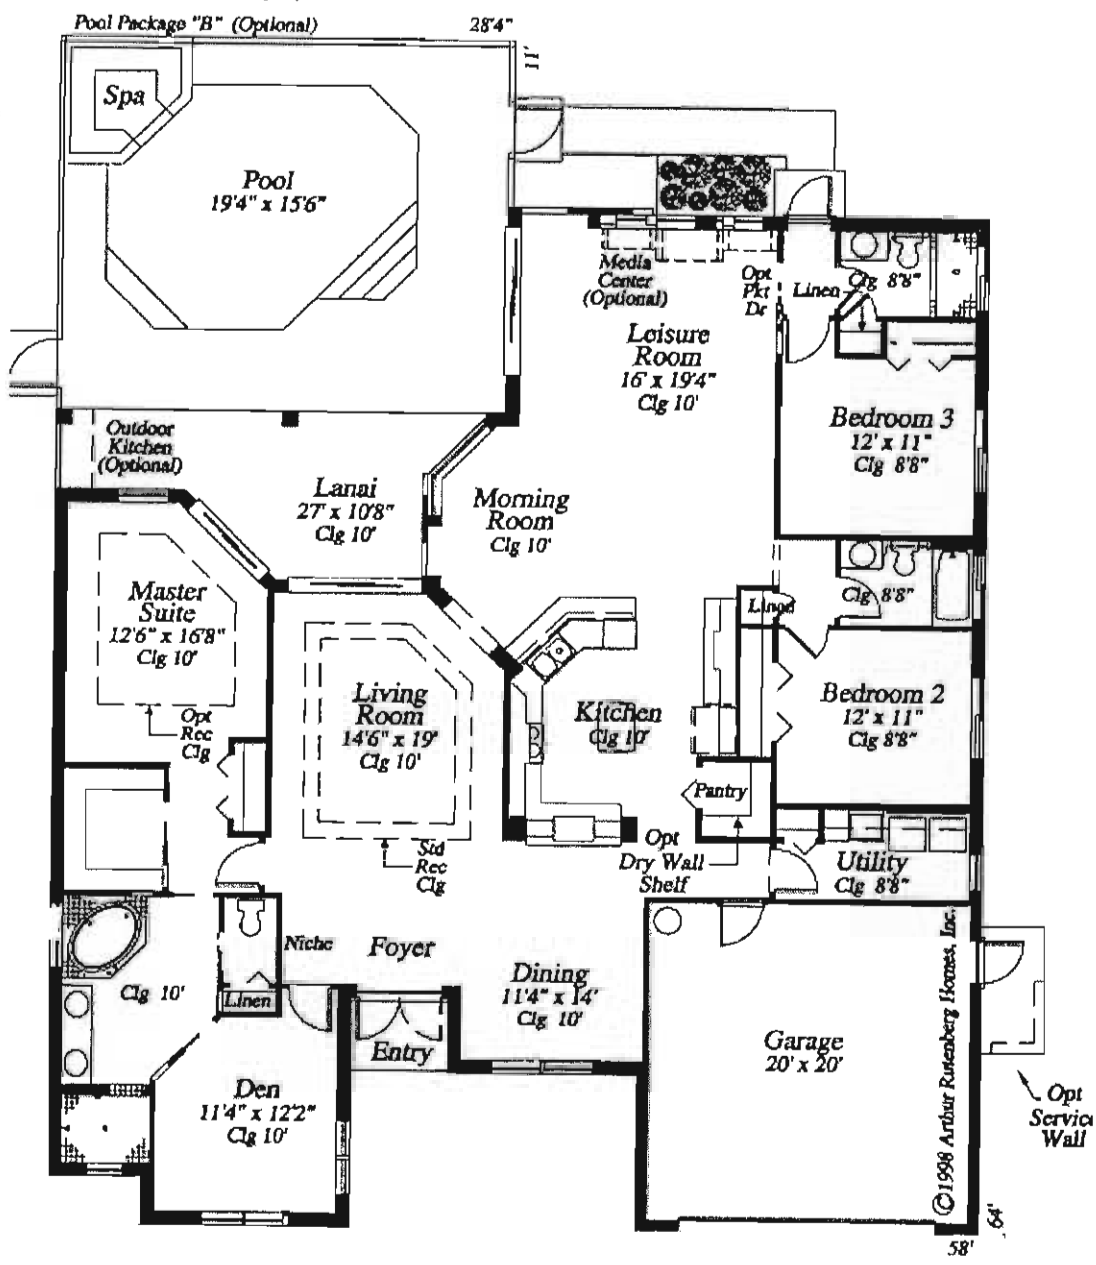 Pool Package "B" (Optional)
28'4"
11'
Spa
Pool
19'4" x 15'6"
Media
Center
(Optional)
Opt
Pkt
Dr
Linen
Clg 8'8"
Leisure
Room
16' x 19'4"
Clg 10'
Bedroom 3
12' x 11"
Clg 8'8"
Outdoor
Kitchen
(Optional)
Lanai
27' x 10'8"
Clg 10'
Morning
Room
Clg 10'
Master
Suite
12'6" x 16'8"
Clg 10'
Linen
Clg 8'8"
Opt
Rec
Clg
Living
Room
14'6" x 19'
Clg 10'
Kitchen
Clg 10'
Bedroom 2
12' x 11"
Clg 8'8"
Pantry
Std
Rec
Clg
Opt
Dry Wall
Shelf
Utility
Clg 8'8"
Niche
Foyer
Clg 10'
Linen
Dining
11'4" x 14'
Clg 10'
Entry
Garage
20' x 20'
Den
11'4" x 12'2"
Clg 10'
©1998 Arthur Rutenberg Homes, Inc.
Opt
Service
Wall
64'
58'